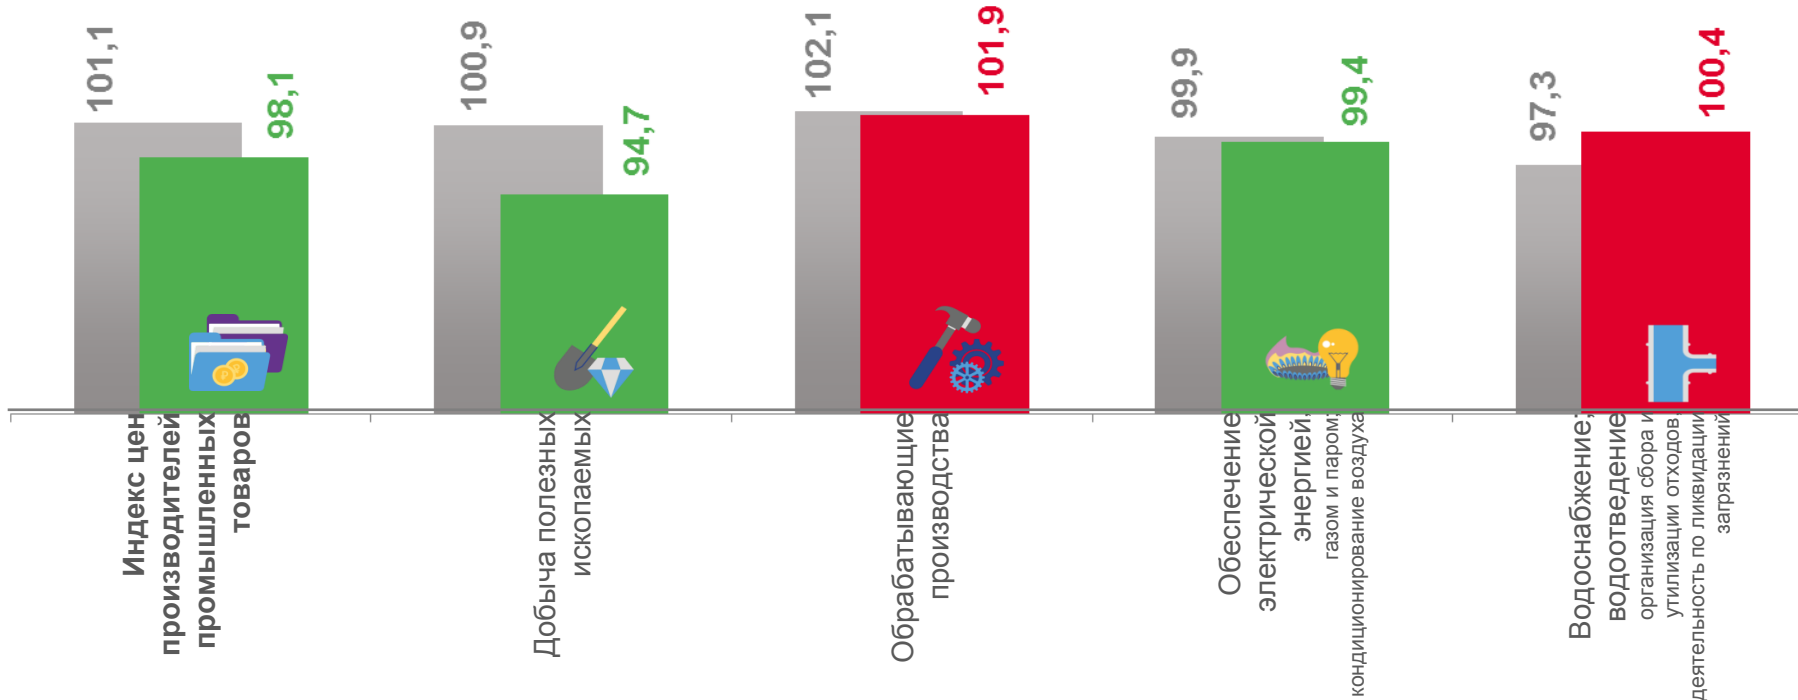 101,1
98,1
100,9
94,7
102,1
101,9
99,9
99,4
97,3
100,4
Индекс цен
производителей
промышленных
товаров
Добыча полезных
ископаемых
Обрабатывающие
производства
Обеспечение
электрической
энергией,
газом и паром;
кондиционирование воздуха
Водоснабжение;
водоотведение
организация сбора и
утилизации отходов,
деятельность по ликвидации
загрязнений